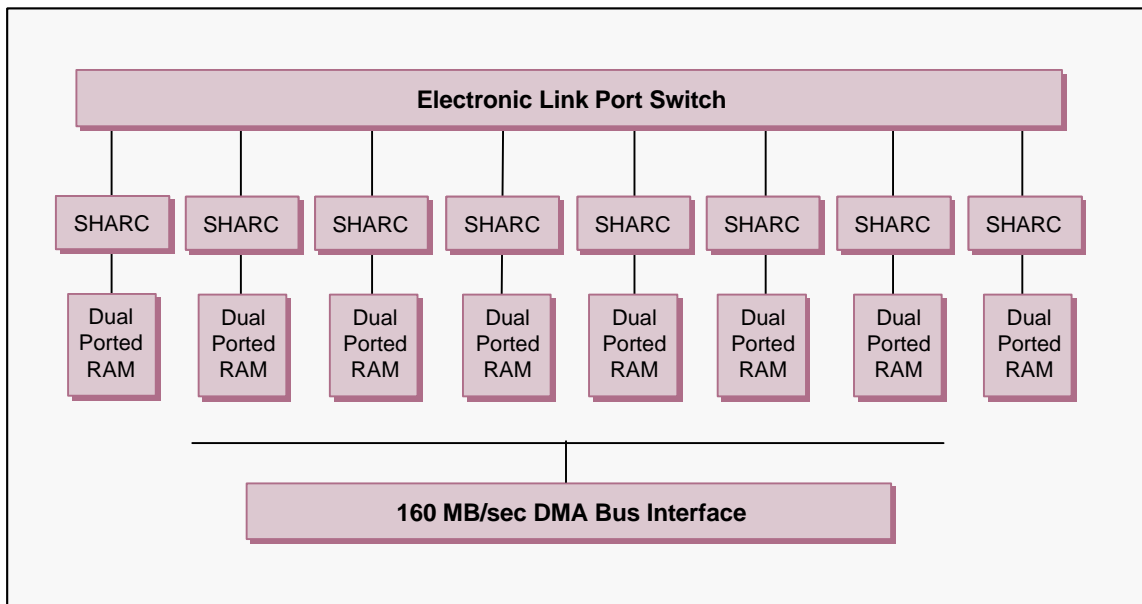 Electronic Link Port Switch
SHARC SHARC SHARC SHARC SHARC SHARC SHARC SHARC
Dual Dual Dual Dual Dual Dual Dual Dual
Ported Ported Ported Ported Ported Ported Ported Ported
RAM RAM RAM RAM RAM RAM RAM RAM
160 MB/sec DMA Bus Interface